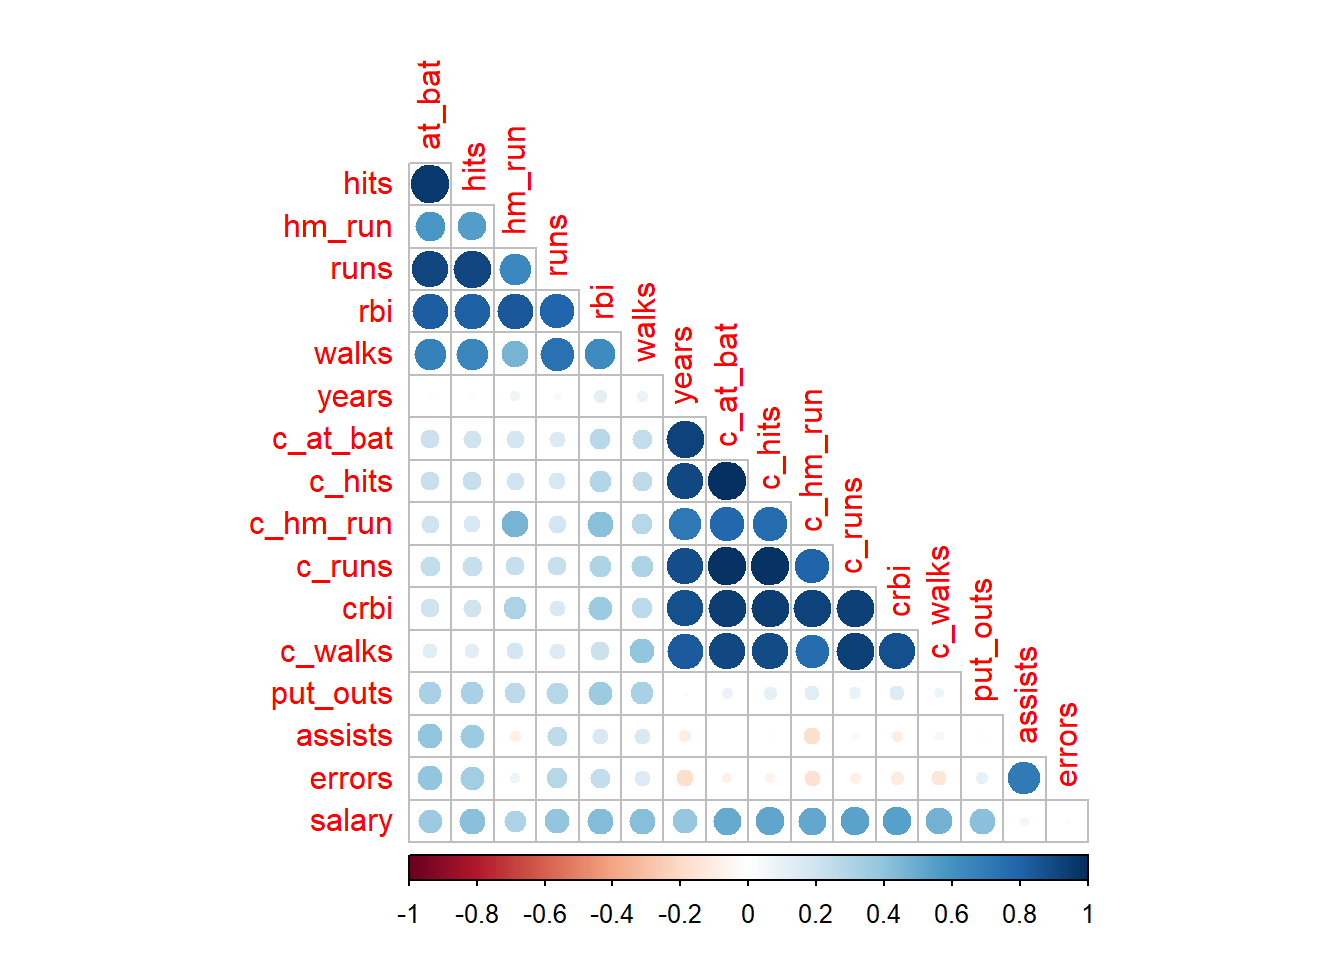 at_bat
hits
hm_run
runs
rbi
walks
years
c_at_bat
c_hits
c_hm_run
c_runs
crbi
c_walks
put_outs
assists
errors
hits
hm_run
runs
rbi
walks
years
c_at_bat
c_hits
c_hm_run
c_runs
crbi
c_walks
put_outs
assists
errors
salary
-1 -0.8 -0.6 -0.4 -0.2 0 0.2 0.4 0.6 0.8 1